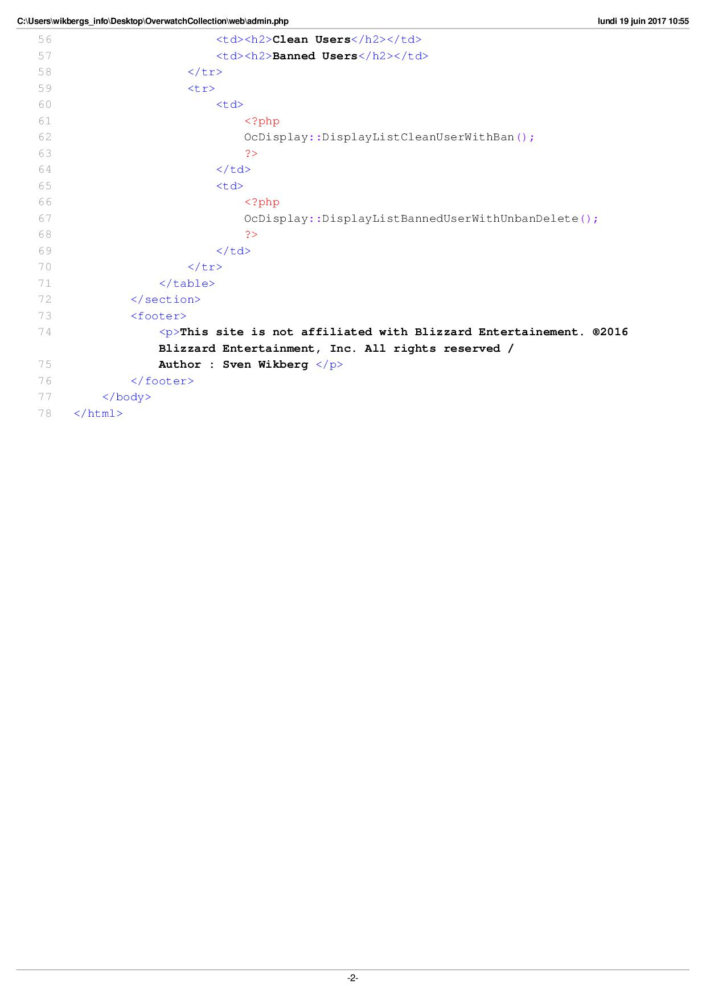 C:\Users\wikbergs_info\Desktop\OverwatchCollection\web\admin.php lundi 19 juin 2017 10:55
56 <td><h2>Clean Users</h2></td>
57 <td><h2>Banned Users</h2></td>
58 </tr>
59 <tr>
60 <td>
61 <?php
62 OcDisplay::DisplayListCleanUserWithBan();
63 ?>
64 </td>
65 <td>
66 <?php
67 OcDisplay::DisplayListBannedUserWithUnbanDelete();
68 ?>
69 </td>
70 </tr>
71 </table>
72 </section>
73 <footer>
74 <p>This site is not affiliated with Blizzard Entertainement. ®2016
Blizzard Entertainment, Inc. All rights reserved /
75 Author : Sven Wikberg </p>
76 </footer>
77 </body>
78 </html>
-2-